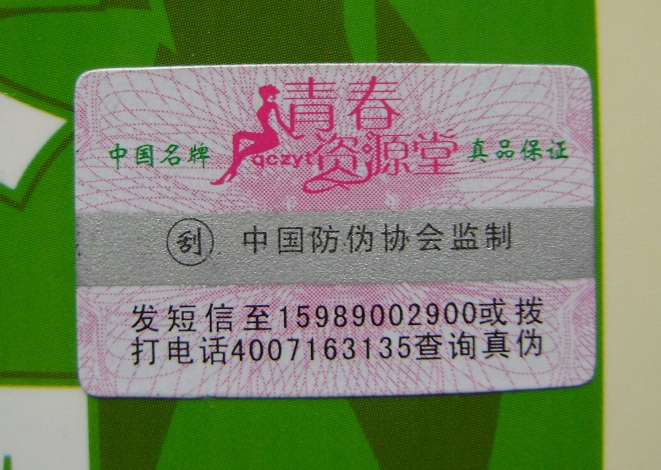 青春
中国名牌 qczyt 资源堂 真品保证
刮 中国防伪协会监制
发短信至15989002900或拨
打电话4007163135查询真伪